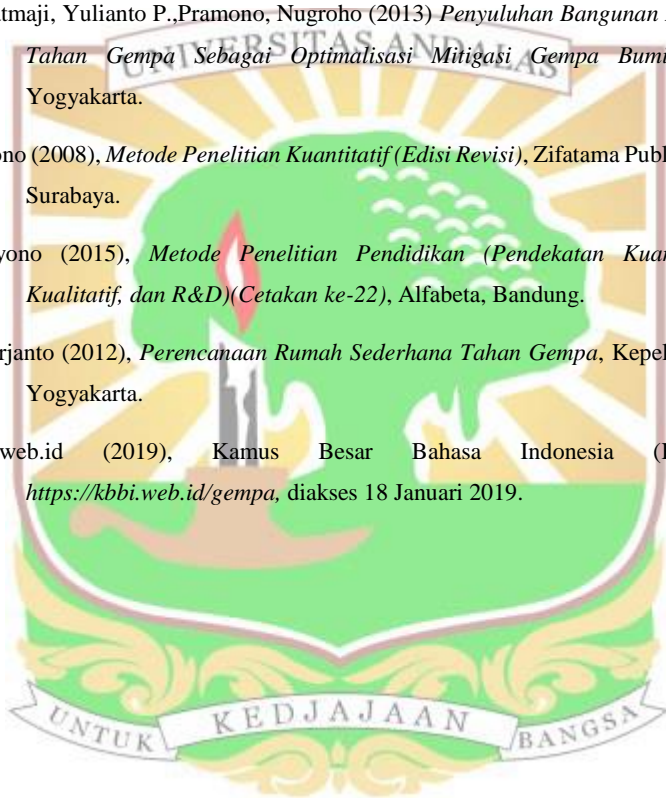 tmaji, Yulianto P.,Pramono, Nugroho (2013) Penyuluhan Bangunan
Tahan Gempa Sebagai Optimalisasi Mitigasi Gempa Bumi
UNIVERSITAS ANDALAS
Yogyakarta.
ono (2008), Metode Penelitian Kuantitatif (Edisi Revisi), Zifatama Publ
Surabaya.
yono (2015), Metode Penelitian Pendidikan (Pendekatan Kuan
Kualitatif, dan R&D)(Cetakan ke-22), Alfabeta, Bandung.
rjanto (2012), Perencanaan Rumah Sederhana Tahan Gempa, Kepel
Yogyakarta.
web.id (2019), Kamus Besar Bahasa Indonesia (
https://kbbi.web.id/gempa, diakses 18 Januari 2019.
UNTUK KEDJAJAAN BANGSA